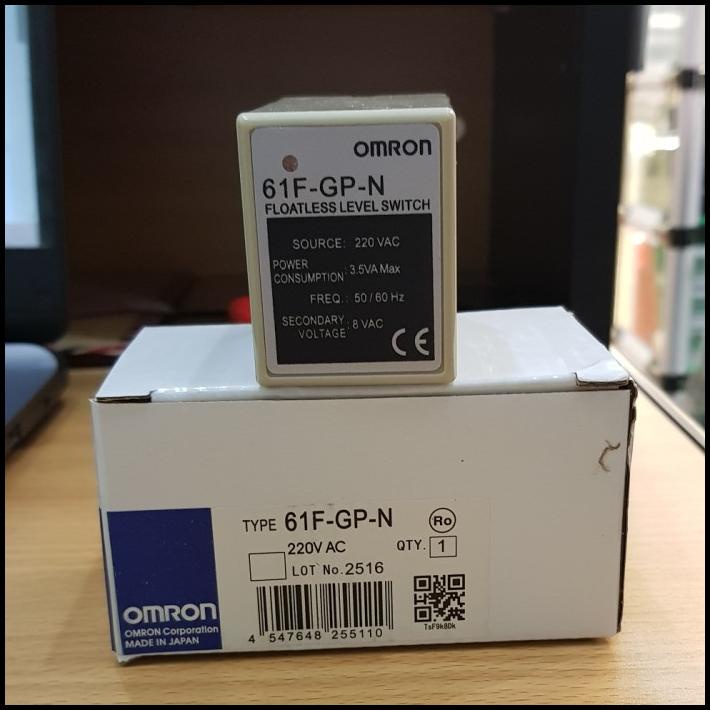 OMRON
61F-GP-N
FLOATLESS LEVEL SWITCH
SOURCE: 220 VAC
POWER CONSUMPTION: 3.5VA Max
FREQ.: 50 / 60 Hz
SECONDARY VOLTAGE: 8 VAC
CE
TYPE 61F-GP-N Ro
220V AC QTY. 1
LOT No. 2516
4 547648 255110
TsF9k8Dk
OMRON
OMRON Corporation
MADE IN JAPAN